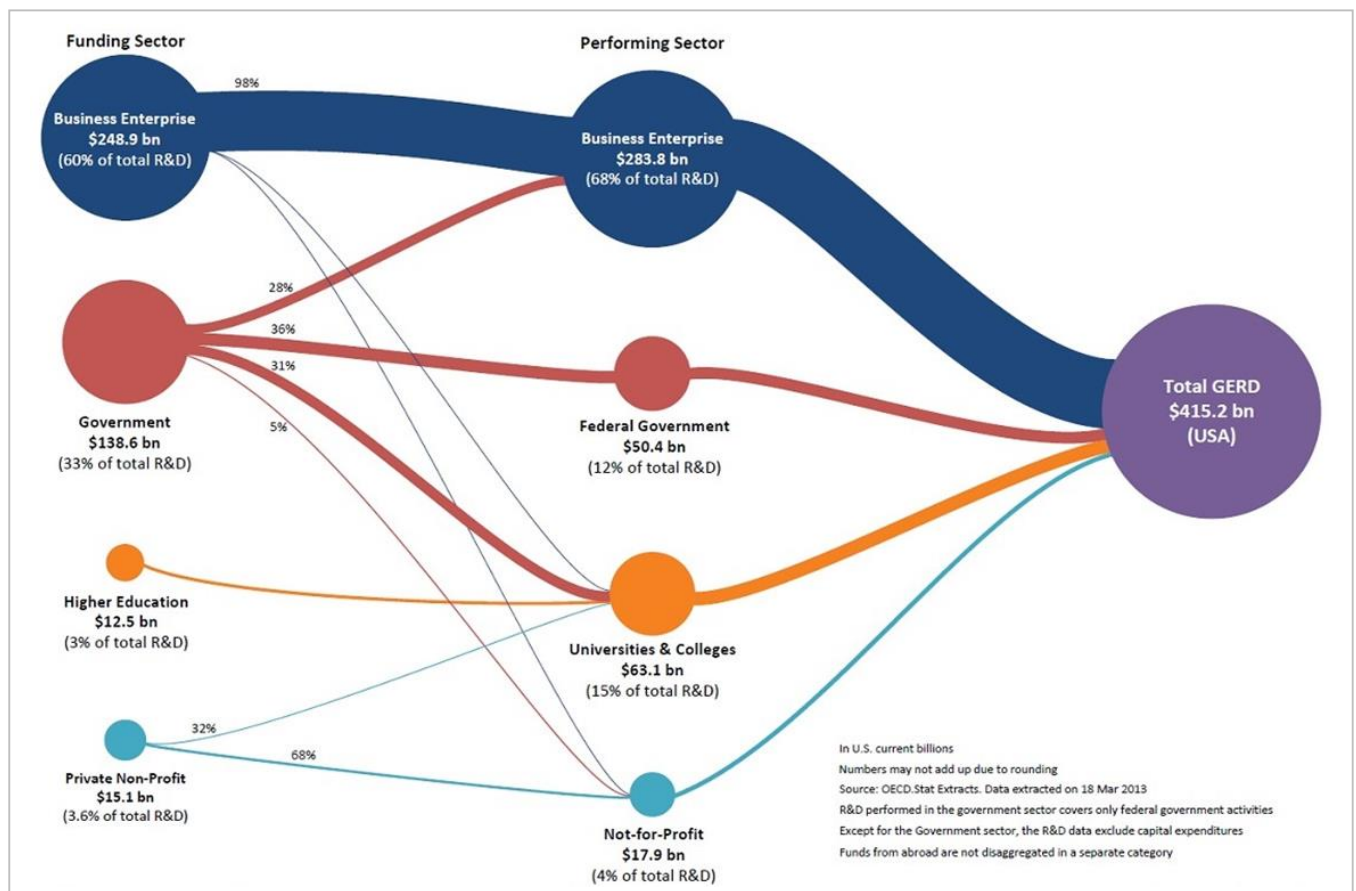 Funding Sector
Performing Sector
98%
Business Enterprise
$248.9 bn
(60% of total R&D)
Business Enterprise
$283.8 bn
(68% of total R&D)
28%
36%
31%
5%
Government
$138.6 bn
(33% of total R&D)
Federal Government
$50.4 bn
(12% of total R&D)
Total GERD
$415.2 bn
(USA)
Higher Education
$12.5 bn
(3% of total R&D)
Universities & Colleges
$63.1 bn
(15% of total R&D)
32%
68%
Private Non-Profit
$15.1 bn
(3.6% of total R&D)
Not-for-Profit
$17.9 bn
(4% of total R&D)
In U.S. current billions
Numbers may not add up due to rounding
Source: OECD.Stat Extracts. Data extracted on 18 Mar 2013
R&D performed in the government sector covers only federal government activities
Except for the Government sector, the R&D data exclude capital expenditures
Funds from abroad are not disaggregated in a separate category